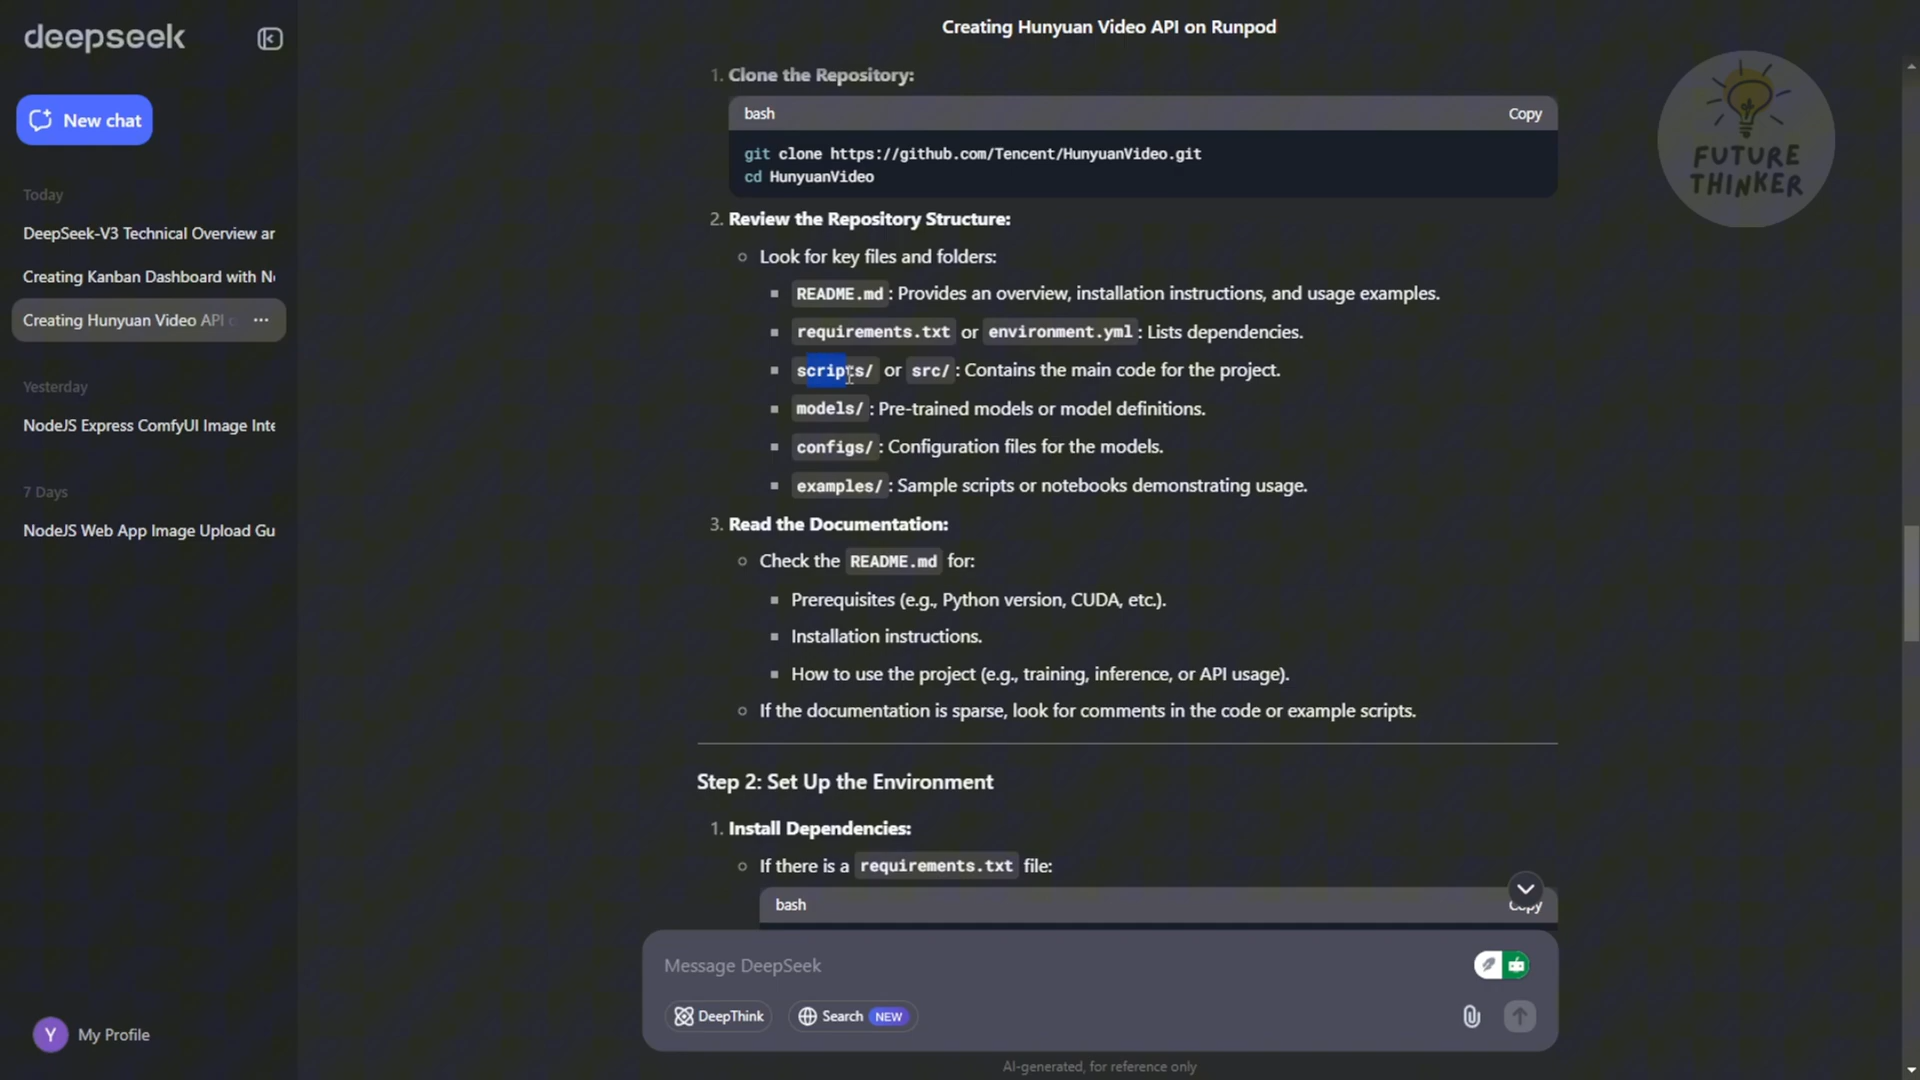 deepseek
New chat
Today
DeepSeek-V3 Technical Overview ar
Creating Kanban Dashboard with N
Creating Hunyuan Video API
Yesterday
NodeJS Express ComfyUI Image Inte
7 Days
NodeJS Web App Image Upload Gu
Y My Profile
Creating Hunyuan Video API on Runpod
FUTURE
THINKER
1. Clone the Repository:
bash Copy
git clone https://github.com/Tencent/HunyuanVideo.git
cd HunyuanVideo
2. Review the Repository Structure:
Look for key files and folders:
README.md : Provides an overview, installation instructions, and usage examples.
requirements.txt or environment.yml : Lists dependencies.
scripts/ or src/ : Contains the main code for the project.
models/ : Pre-trained models or model definitions.
configs/ : Configuration files for the models.
examples/ : Sample scripts or notebooks demonstrating usage.
3. Read the Documentation:
Check the README.md for:
Prerequisites (e.g., Python version, CUDA, etc.).
Installation instructions.
How to use the project (e.g., training, inference, or API usage).
If the documentation is sparse, look for comments in the code or example scripts.
Step 2: Set Up the Environment
1. Install Dependencies:
If there is a requirements.txt file:
bash Copy
Message DeepSeek
DeepThink Search NEW
AI-generated, for reference only